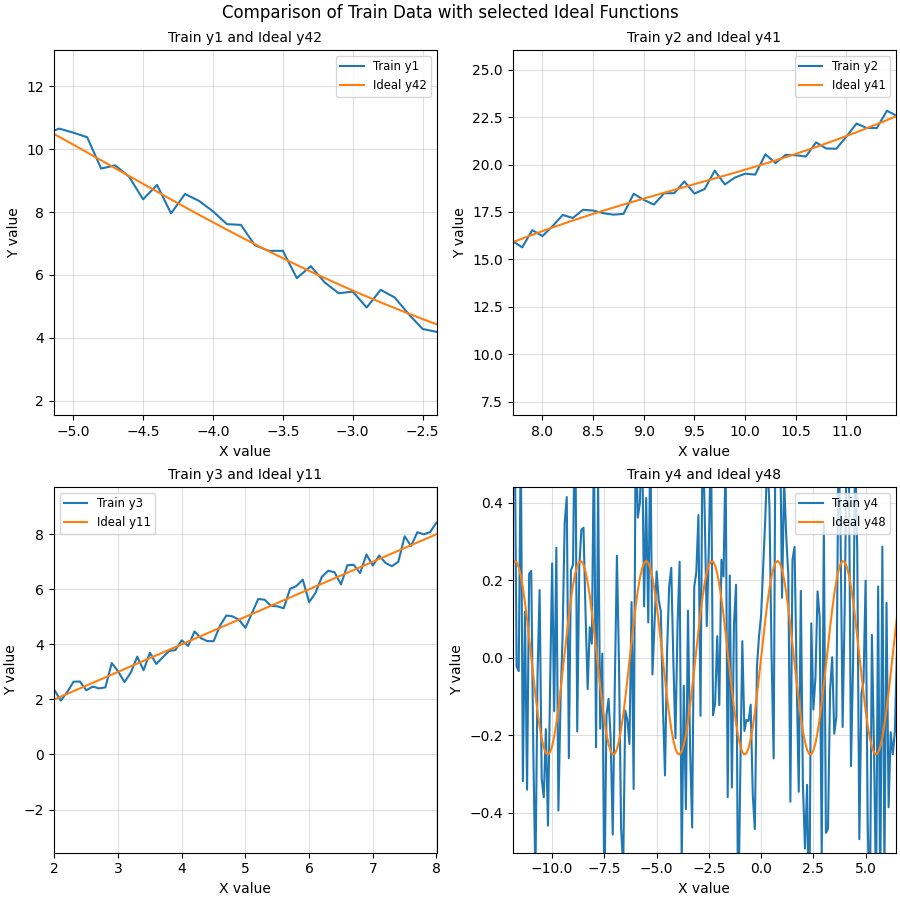 Comparison of Train Data with selected Ideal Functions
Train y1 and Ideal y42
Train y1
Ideal y42
12
10
8
6
4
2
Y value
−5.0 −4.5 −4.0 −3.5 −3.0 −2.5
X value
Train y2 and Ideal y41
Train y2
Ideal y41
25.0
22.5
20.0
17.5
15.0
12.5
10.0
7.5
Y value
8.0 8.5 9.0 9.5 10.0 10.5 11.0
X value
Train y3 and Ideal y11
Train y3
Ideal y11
8
6
4
2
0
−2
Y value
2 3 4 5 6 7 8
X value
Train y4 and Ideal y48
Train y4
Ideal y48
0.4
0.2
0.0
−0.2
−0.4
Y value
−10.0 −7.5 −5.0 −2.5 0.0 2.5 5.0
X value